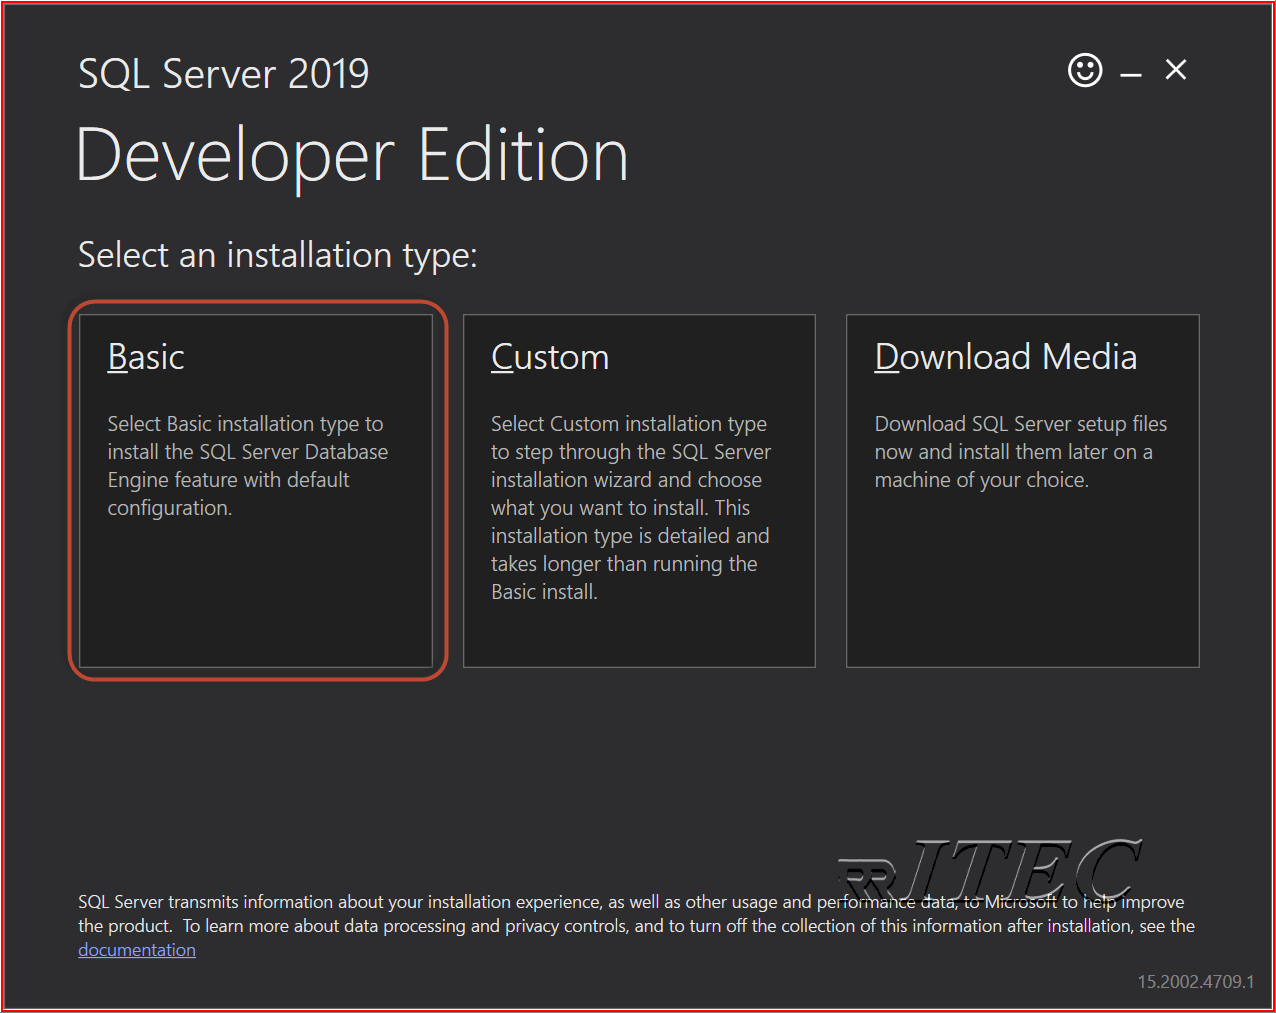 SQL Server 2019
Developer Edition
Select an installation type:
Basic
Select Basic installation type to
install the SQL Server Database
Engine feature with default
configuration.
Custom
Select Custom installation type
to step through the SQL Server
installation wizard and choose
what you want to install. This
installation type is detailed and
takes longer than running the
Basic install.
Download Media
Download SQL Server setup files
now and install them later on a
machine of your choice.
RRITEC
SQL Server transmits information about your installation experience, as well as other usage and performance data, to Microsoft to help improve
the product.  To learn more about data processing and privacy controls, and to turn off the collection of this information after installation, see the
documentation
15.2002.4709.1